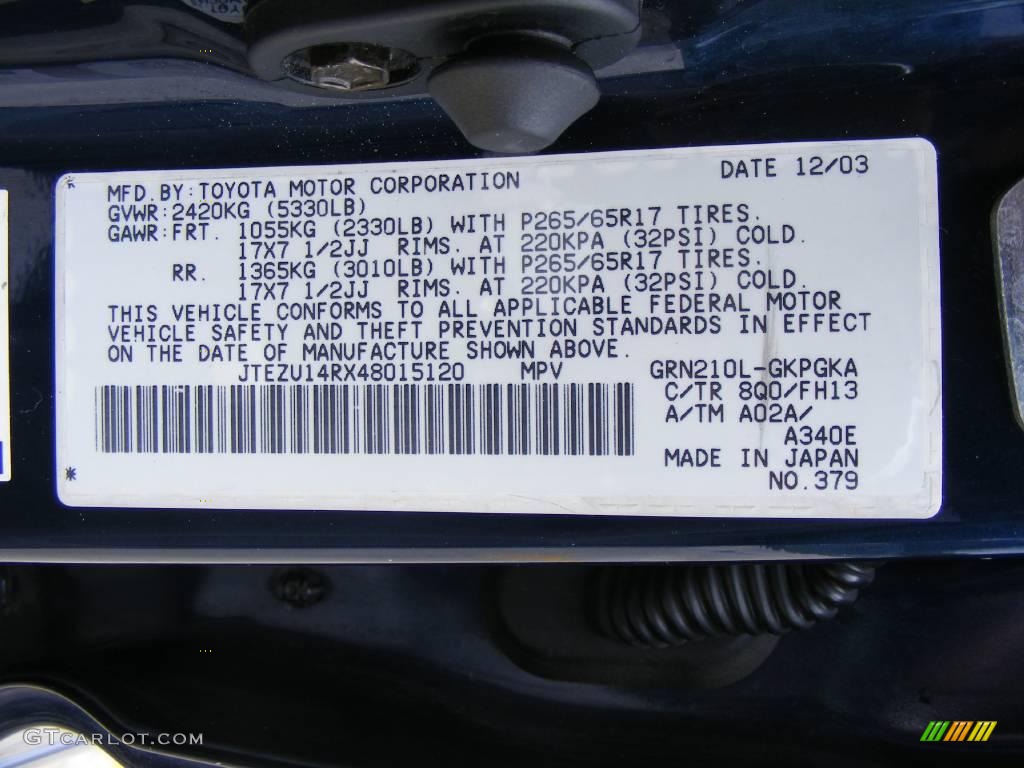 DATE 12/03
MFD. BY: TOYOTA MOTOR CORPORATION
GVWR: 2420KG (5330LB)
GAWR: FRT. 1055KG (2330LB) WITH P265/65R17 TIRES.
17X7 1/2JJ RIMS. AT 220KPA (32PSI) COLD.
RR. 1365KG (3010LB) WITH P265/65R17 TIRES.
17X7 1/2JJ RIMS. AT 220KPA (32PSI) COLD.
THIS VEHICLE CONFORMS TO ALL APPLICABLE FEDERAL MOTOR
VEHICLE SAFETY AND THEFT PREVENTION STANDARDS IN EFFECT
ON THE DATE OF MANUFACTURE SHOWN ABOVE.
JTEZU14RX48015120 MPV GRN210L-GKPGKA
C/TR 8Q0/FH13
A/TM A02A/
A340E
MADE IN JAPAN
NO.379
GTCARLOT.COM